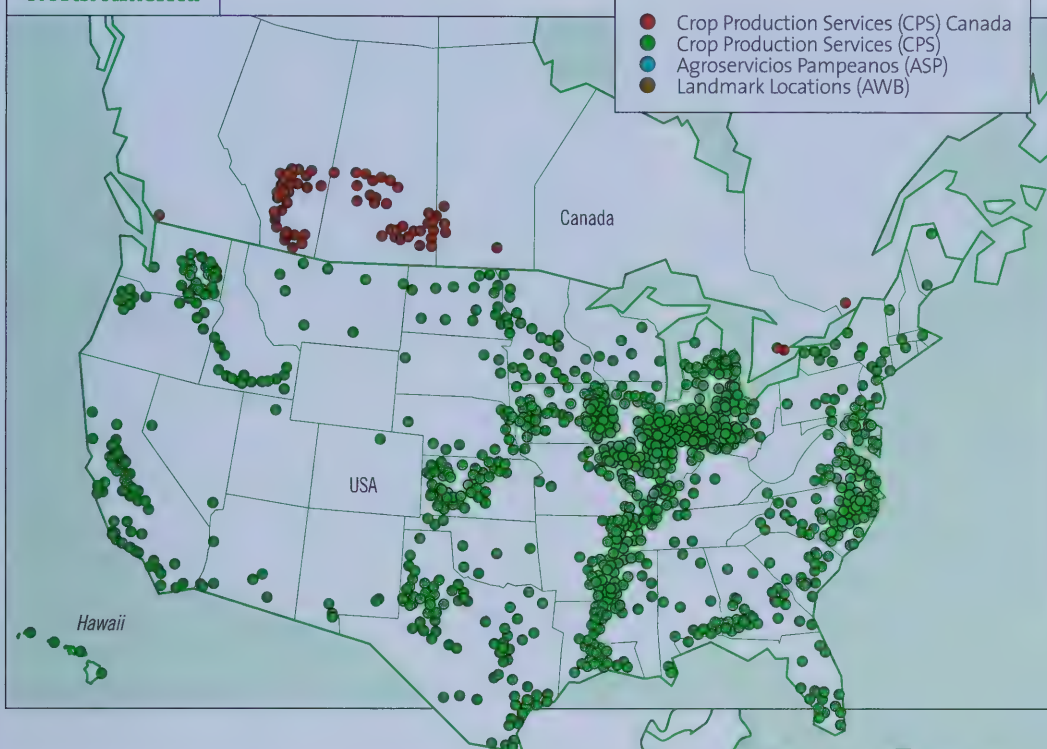 Crop Production Services (CPS) Canada
Crop Production Services (CPS)
Agroservicios Pampeanos (ASP)
Landmark Locations (AWB)
Canada
USA
Hawaii